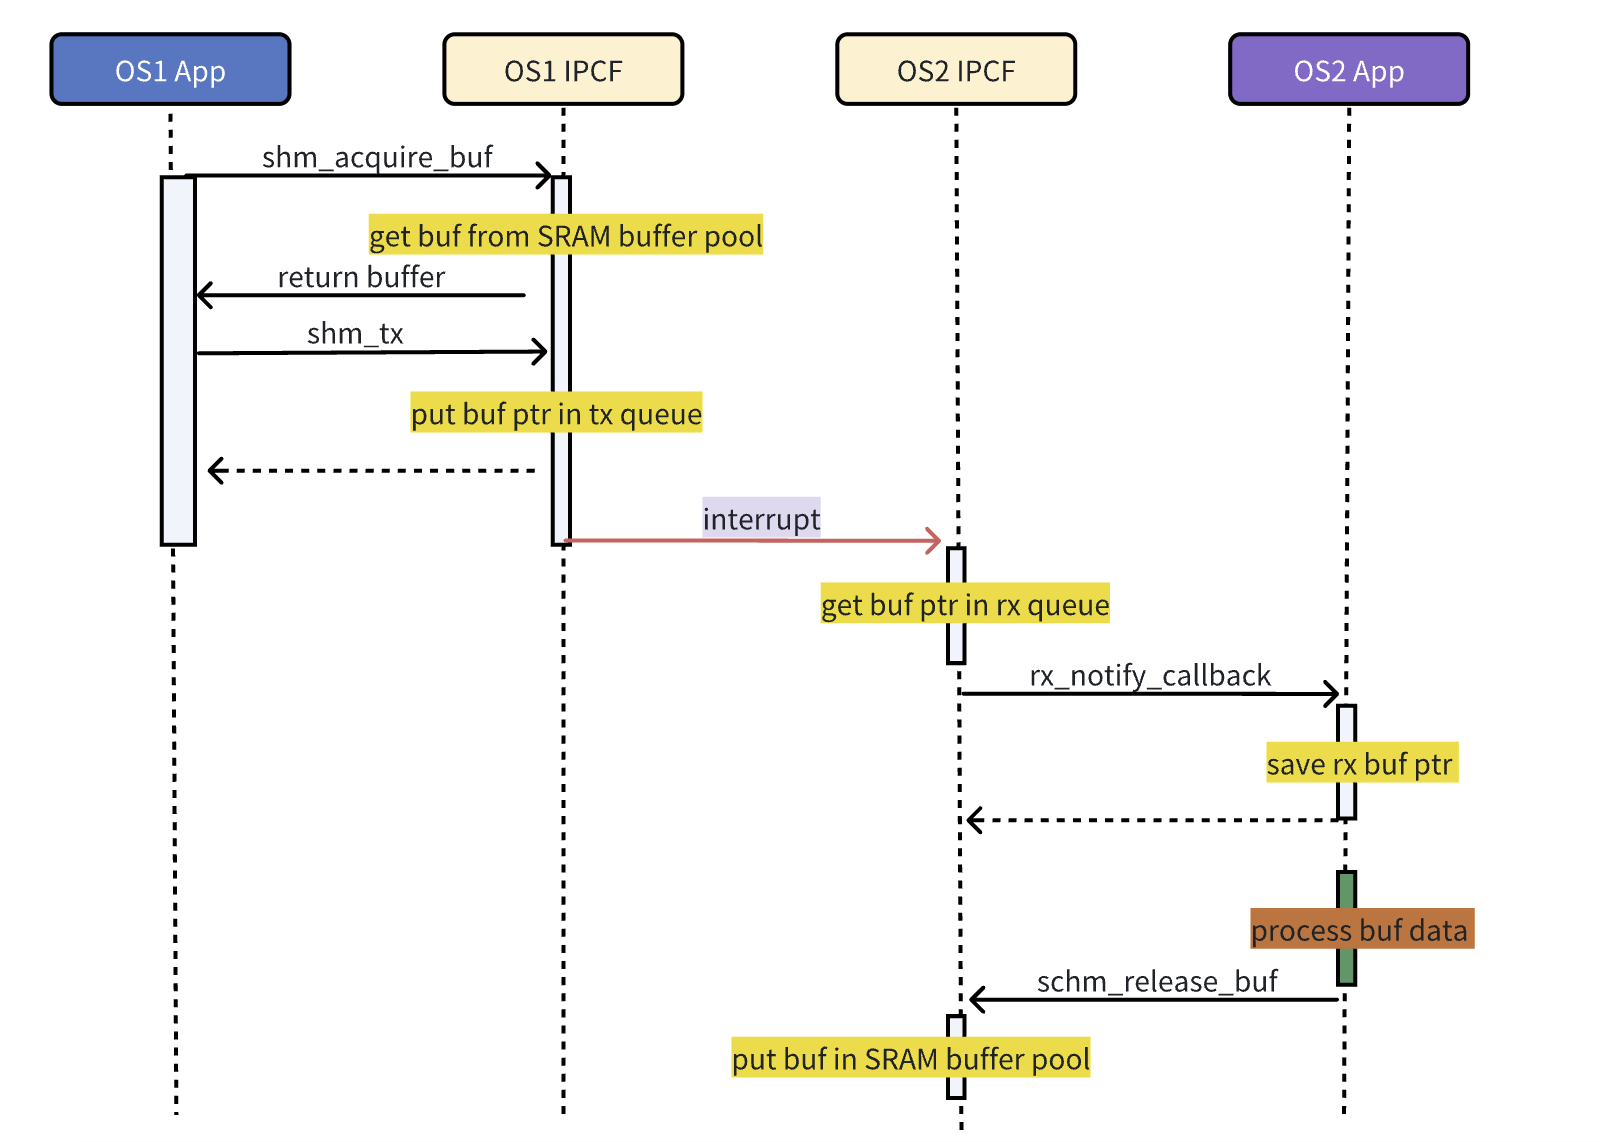 OS1 App
OS1 IPCF
OS2 IPCF
OS2 App
shm_acquire_buf
get buf from SRAM buffer pool
return buffer
shm_tx
put buf ptr in tx queue
interrupt
get buf ptr in rx queue
rx_notify_callback
save rx buf ptr
process buf data
schm_release_buf
put buf in SRAM buffer pool